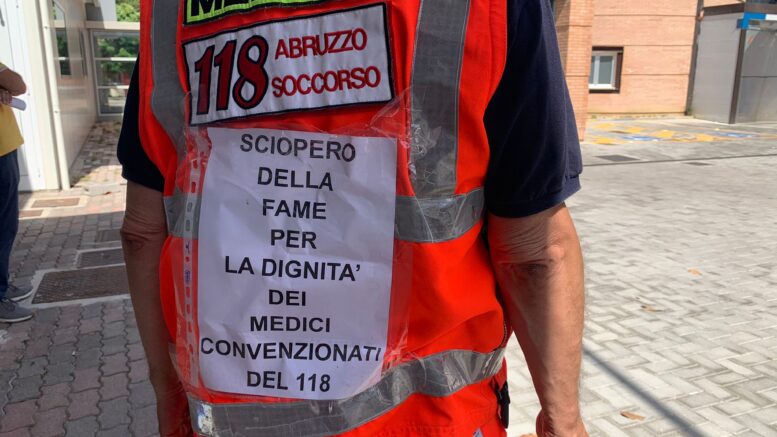 118 ABRUZZO
SOCCORSO
SCIOPERO
DELLA
FAME
PER
LA DIGNITA'
DEI
MEDICI
CONVENZIONATI
DEL 118